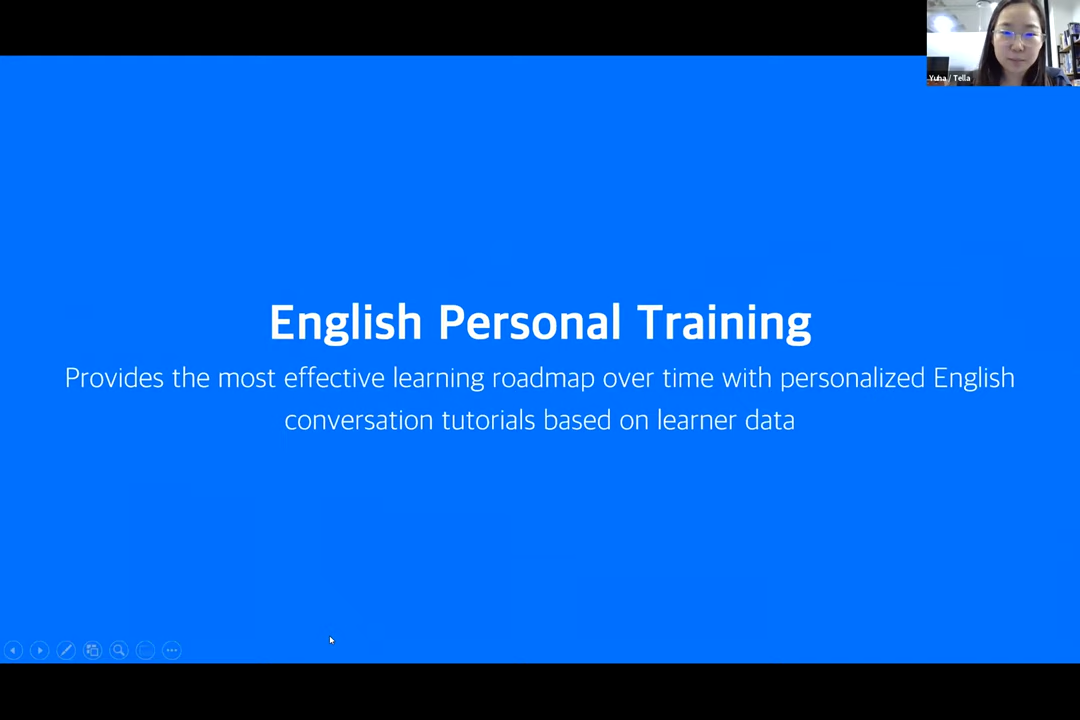 Yuha / Tella
English Personal Training
Provides the most effective learning roadmap over time with personalized English
conversation tutorials based on learner data